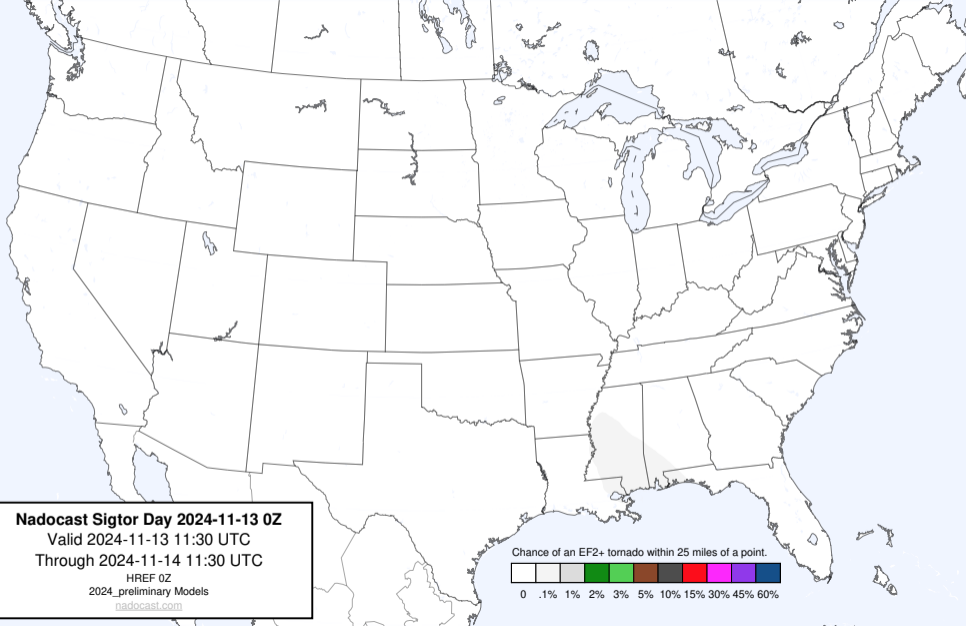 Nadocast Sigtor Day 2024-11-13 0Z
Valid 2024-11-13 11:30 UTC
Through 2024-11-14 11:30 UTC
HREF 0Z
2024_preliminary Models
nadocast.com
Chance of an EF2+ tornado within 25 miles of a point.
0 .1% 1% 2% 3% 5% 10% 15% 30% 45% 60%